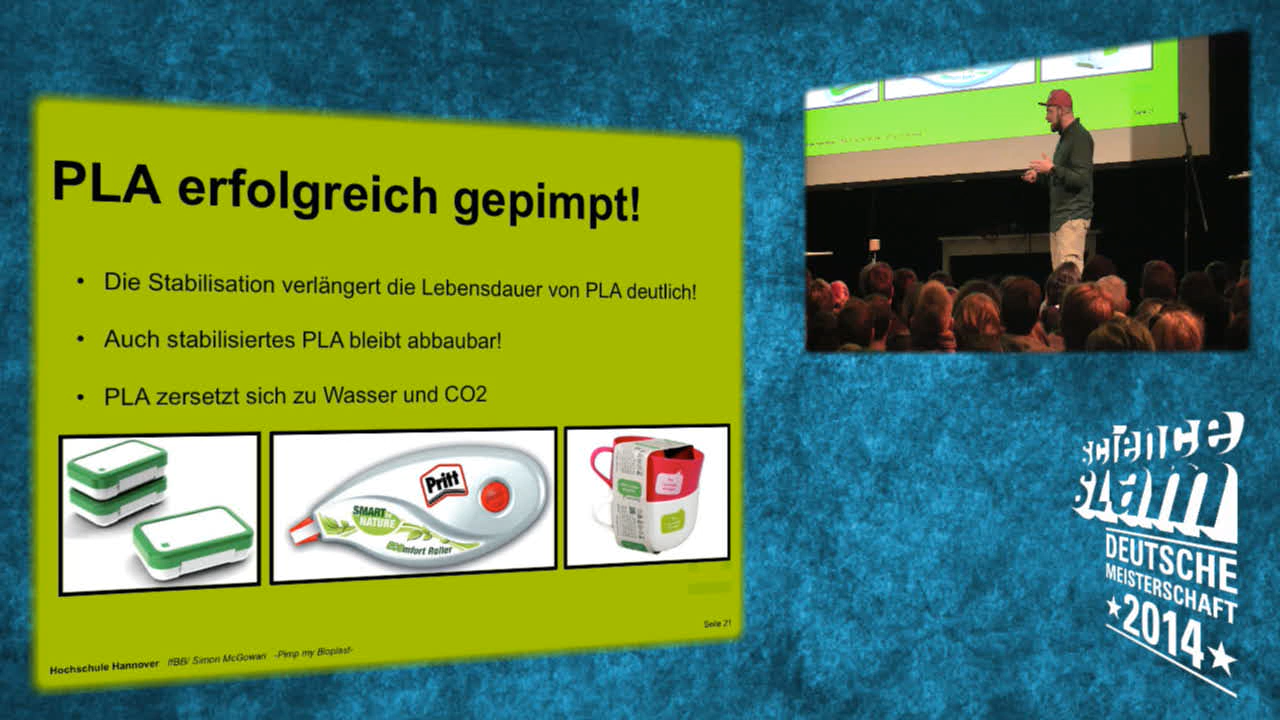 PLA erfolgreich gepimpt!
• Die Stabilisation verlängert die Lebensdauer von PLA deutlich!
• Auch stabilisiertes PLA bleibt abbaubar!
• PLA zersetzt sich zu Wasser und CO2
Pritt
SMART
NATURE
ECOmfort Roller
Seite 21
Hochschule Hannover IfBB/ Simon McGowan -Pimp my Bioplast-
science
slam
DEUTSCHE
MEISTERSCHAFT
2014